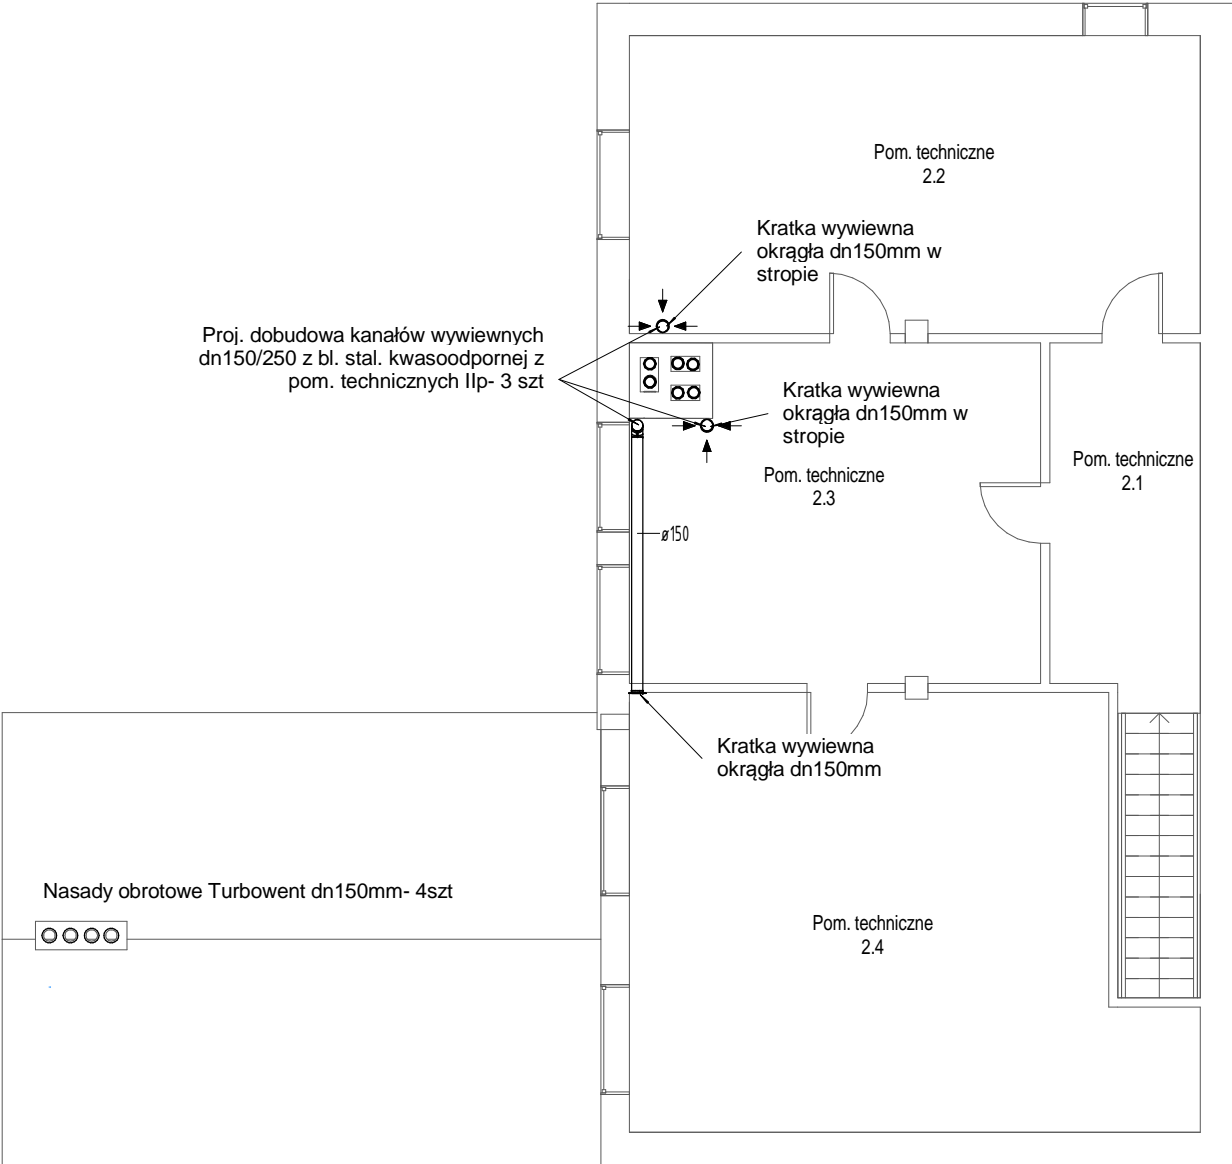 Pom. techniczne
2.2
Kratka wywiewna
okrągła dn150mm w
stropie
Proj. dobudowa kanałów wywiewnych
dn150/250 z bl. stal. kwasoodpornej z
pom. technicznych IIp- 3 szt
Kratka wywiewna
okrągła dn150mm w
stropie
Pom. techniczne
2.3
Pom. techniczne
2.1
ø150
Kratka wywiewna
okrągła dn150mm
Nasady obrotowe Turbowent dn150mm- 4szt
Pom. techniczne
2.4